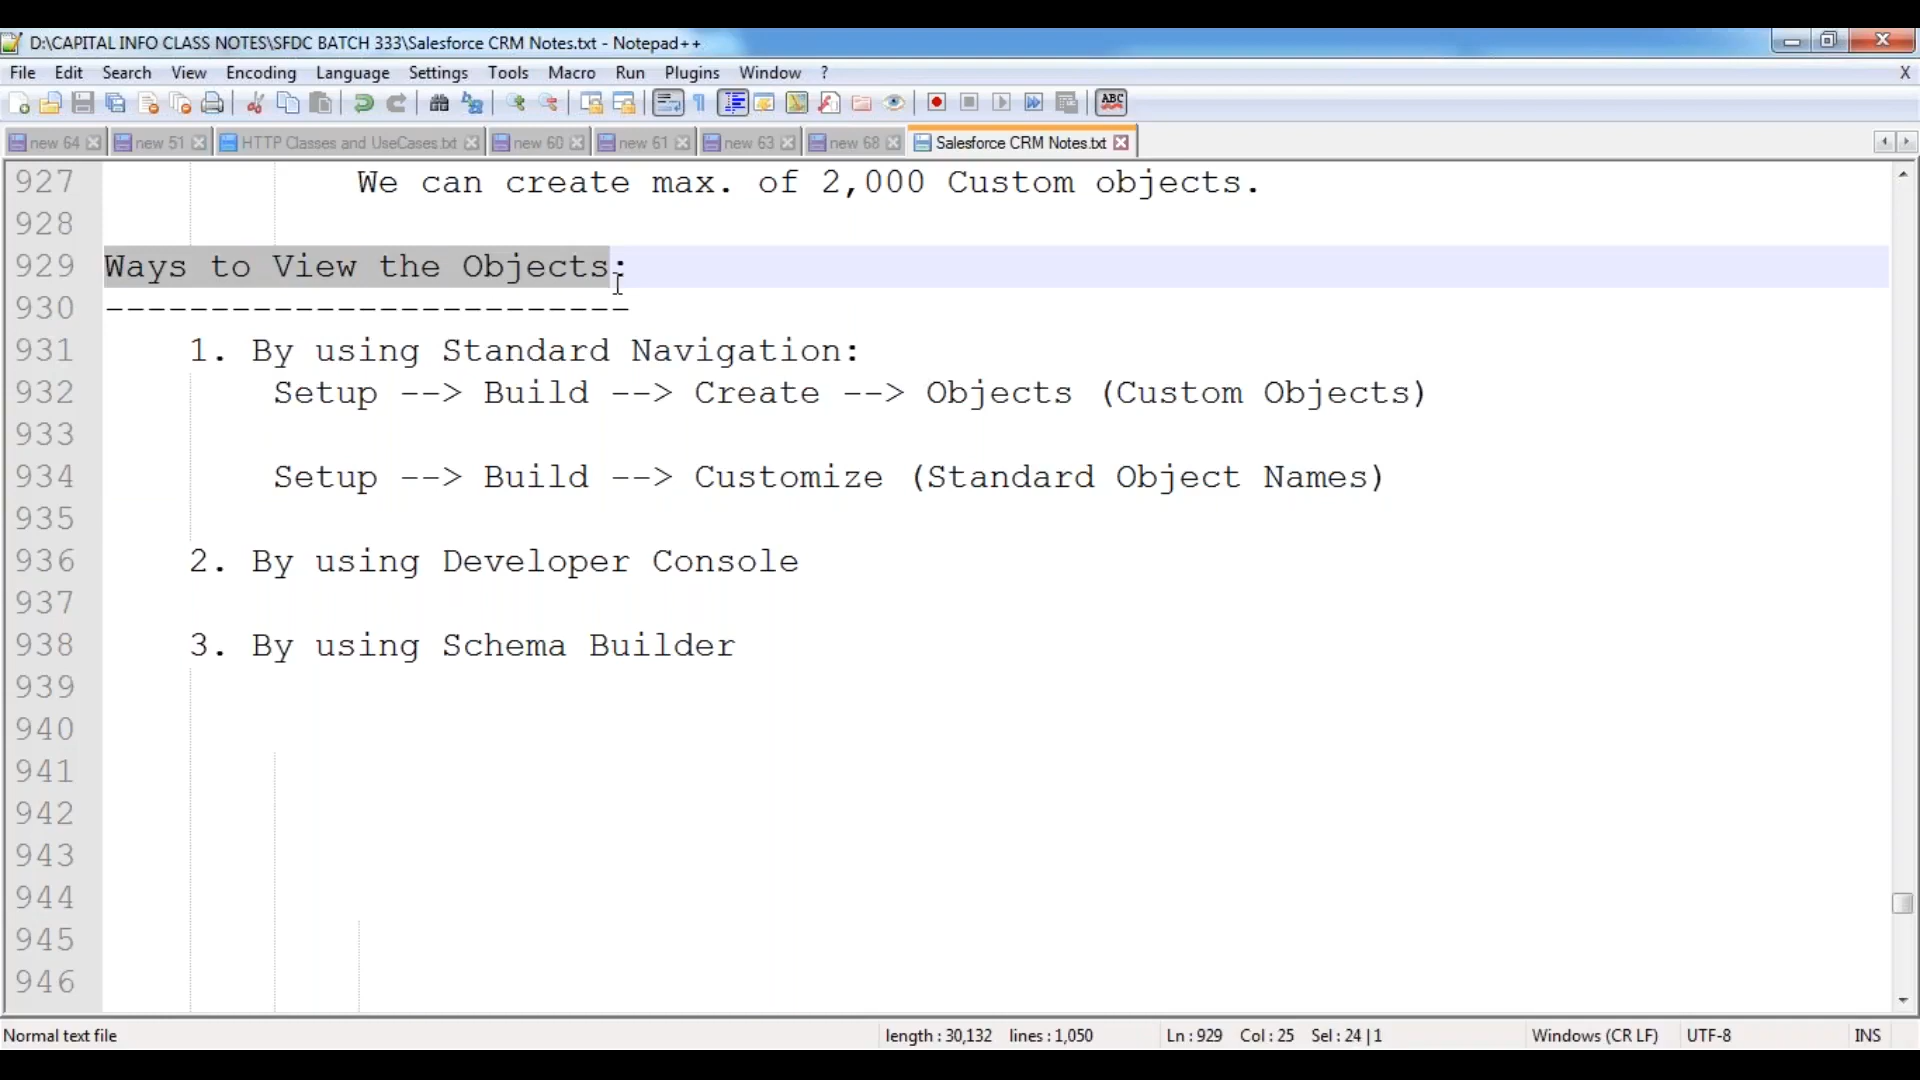 D:\CAPITAL INFO CLASS NOTES\SFDC BATCH 333\Salesforce CRM Notes.txt - Notepad++
File Edit Search View Encoding Language Settings Tools Macro Run Plugins Window ? X
ABC
new 64 new 51 HTTP Classes and UseCases.txt new 60 new 61 new 63 new 68 Salesforce CRM Notes.txt
927 We can create max. of 2,000 Custom objects.
928
929 Ways to View the Objects:
930 -------------------------
931 1. By using Standard Navigation:
932 Setup --> Build --> Create --> Objects (Custom Objects)
933
934 Setup --> Build --> Customize (Standard Object Names)
935
936 2. By using Developer Console
937
938 3. By using Schema Builder
939
940
941
942
943
944
945
946
Normal text file length : 30,132 lines : 1,050 Ln : 929 Col : 25 Sel : 24 | 1 Windows (CR LF) UTF-8 INS